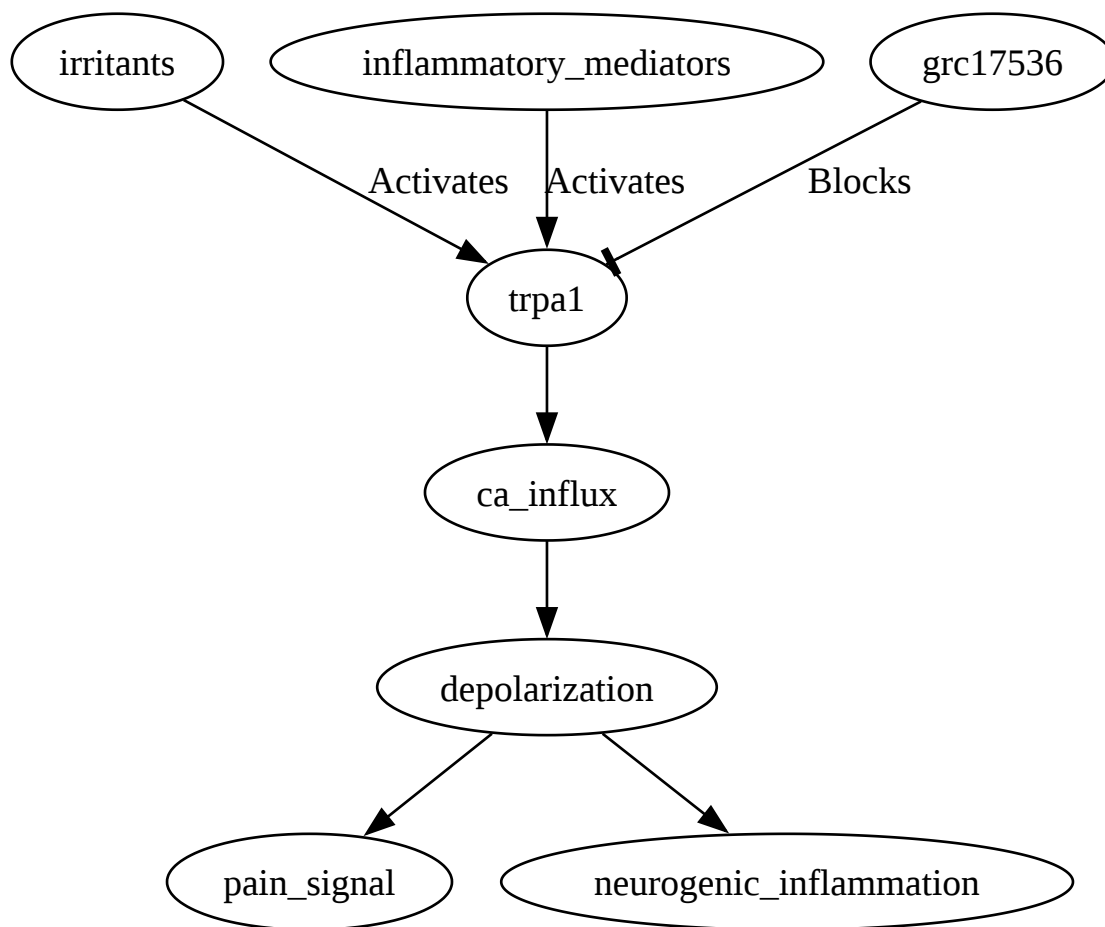 irritants
inflammatory_mediators
grc17536
Activates
Activates
Blocks
trpa1
ca_influx
depolarization
pain_signal
neurogenic_inflammation